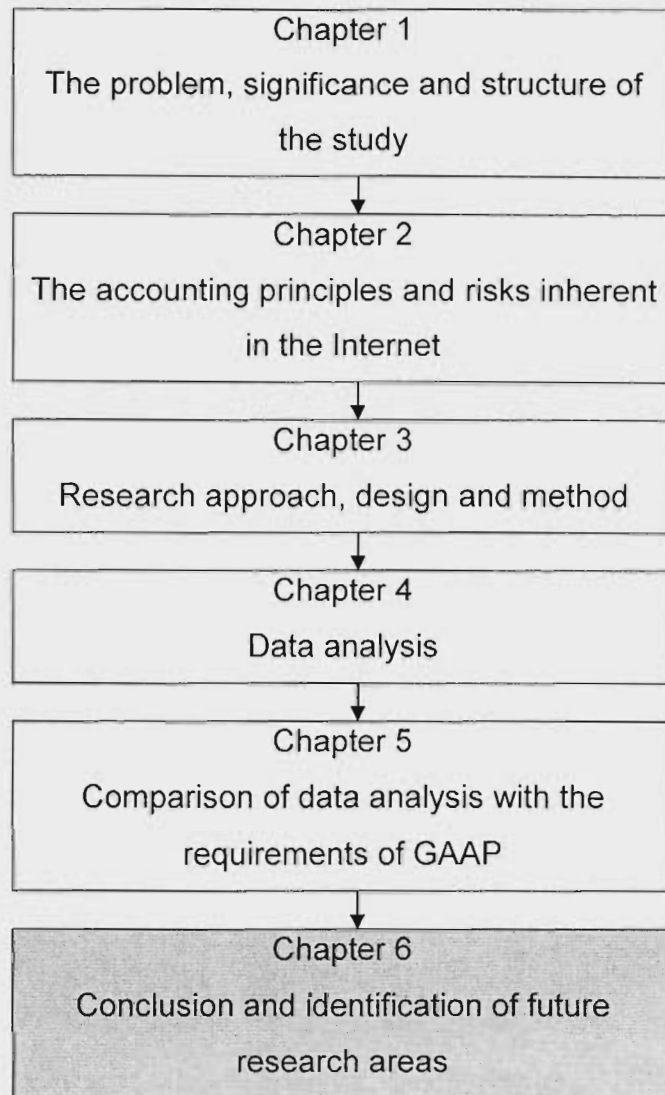 Chapter 1
The problem, significance and structure of
the study
Chapter 2
The accounting principles and risks inherent
in the Internet
Chapter 3
Research approach, design and method
Chapter 4
Data analysis
Chapter 5
Comparison of data analysis with the
requirements of GAAP
Chapter 6
Conclusion and identification of future
research areas